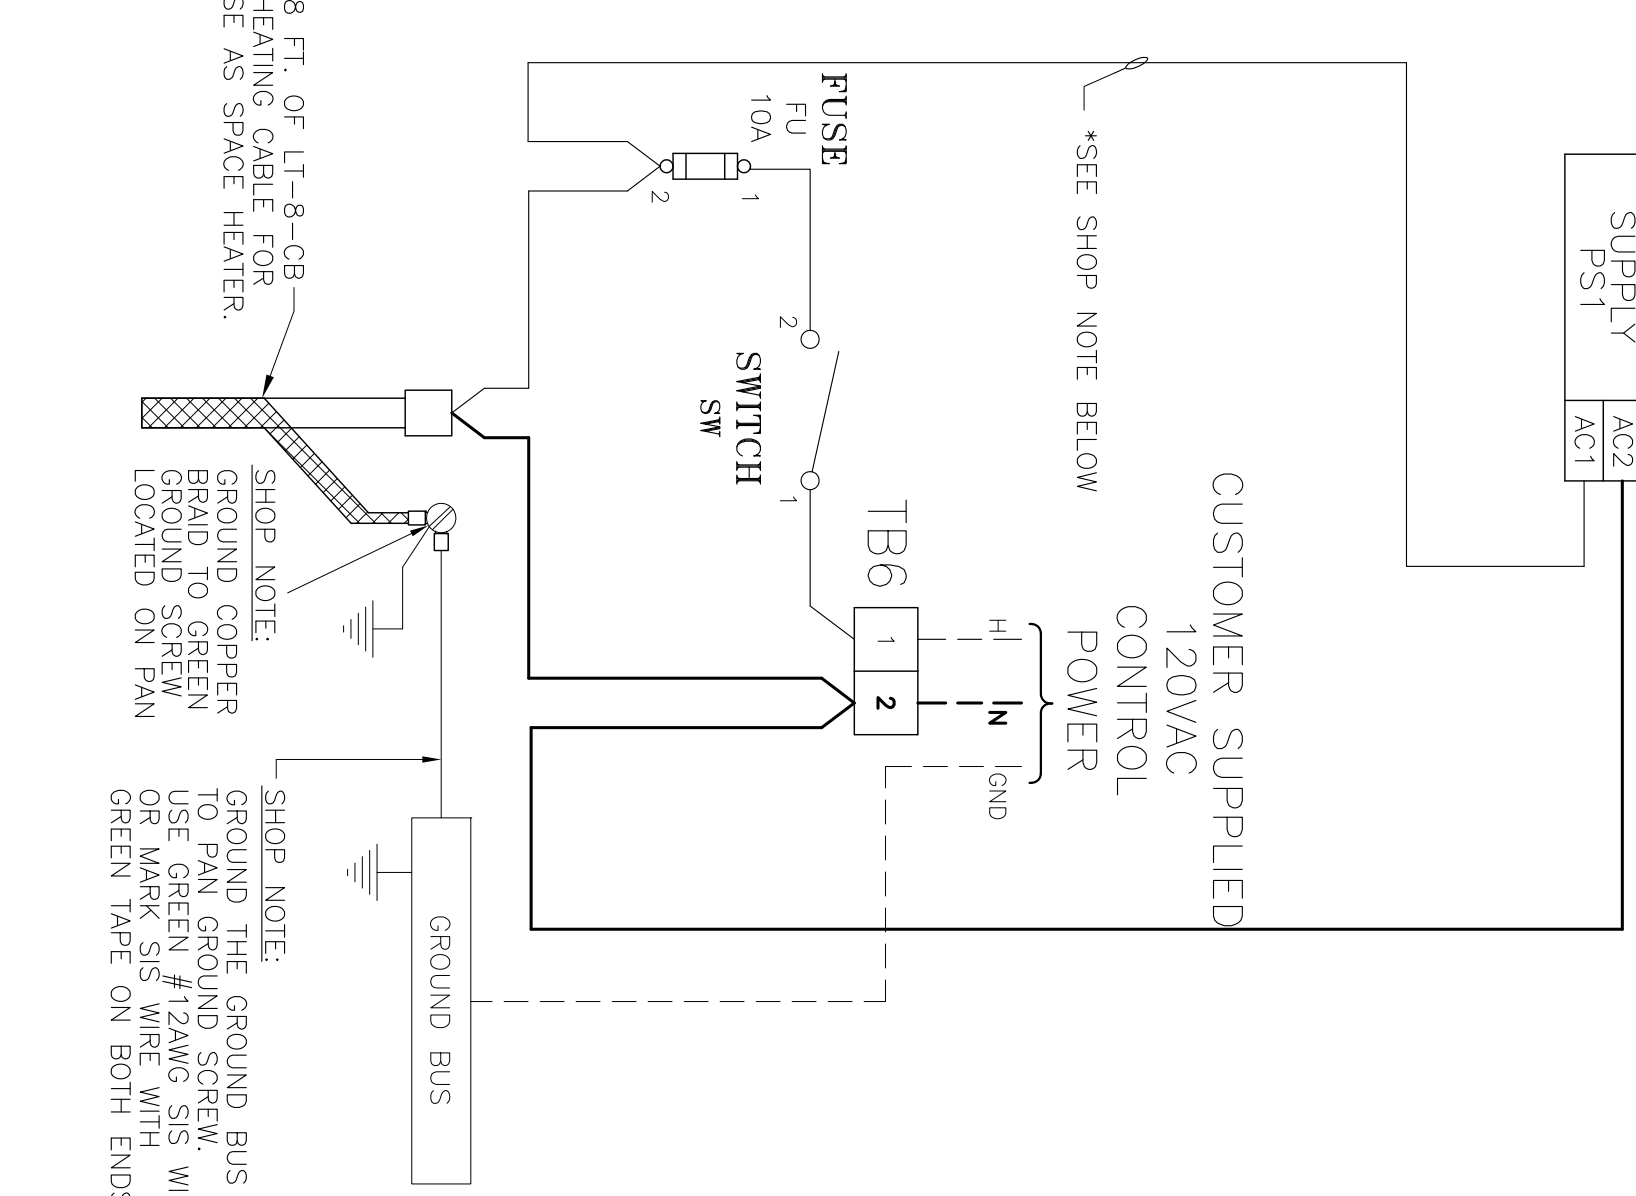 SUPPLY
PS1
AC2
AC1
*SEE SHOP NOTE BELOW
CUSTOMER SUPPLIED
120VAC
CONTROL
POWER
H
N
GND
TB6
1
2
FUSE
FU
10A
1
2
2
1
SWITCH
SW
8 FT. OF LT-8-CB
HEATING CABLE FOR
SE AS SPACE HEATER.
SHOP NOTE:
GROUND COPPER
BRAID TO GREEN
GROUND SCREW
LOCATED ON PAN
GROUND BUS
SHOP NOTE:
GROUND THE GROUND BUS
TO PAN GROUND SCREW.
USE GREEN #12AWG SIS WI
OR MARK SIS WIRE WITH
GREEN TAPE ON BOTH ENDS